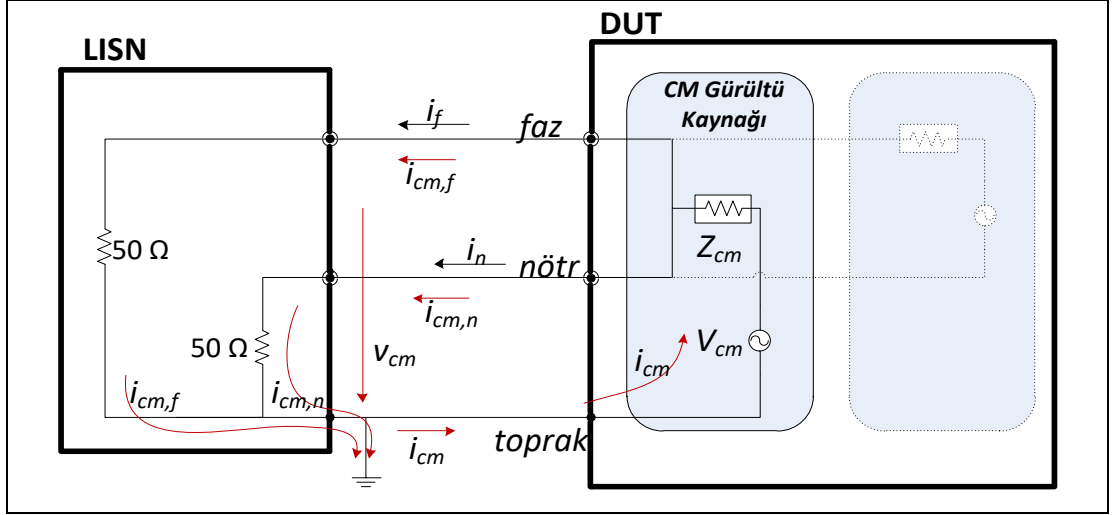 LISN
DUT
CM Gürültü
Kaynağı
i_f
faz
i_cm,f
50 Ω
Z_cm
i_n
nötr
i_cm,n
50 Ω
v_cm
V_cm
i_cm
i_cm,f
i_cm,n
i_cm
toprak